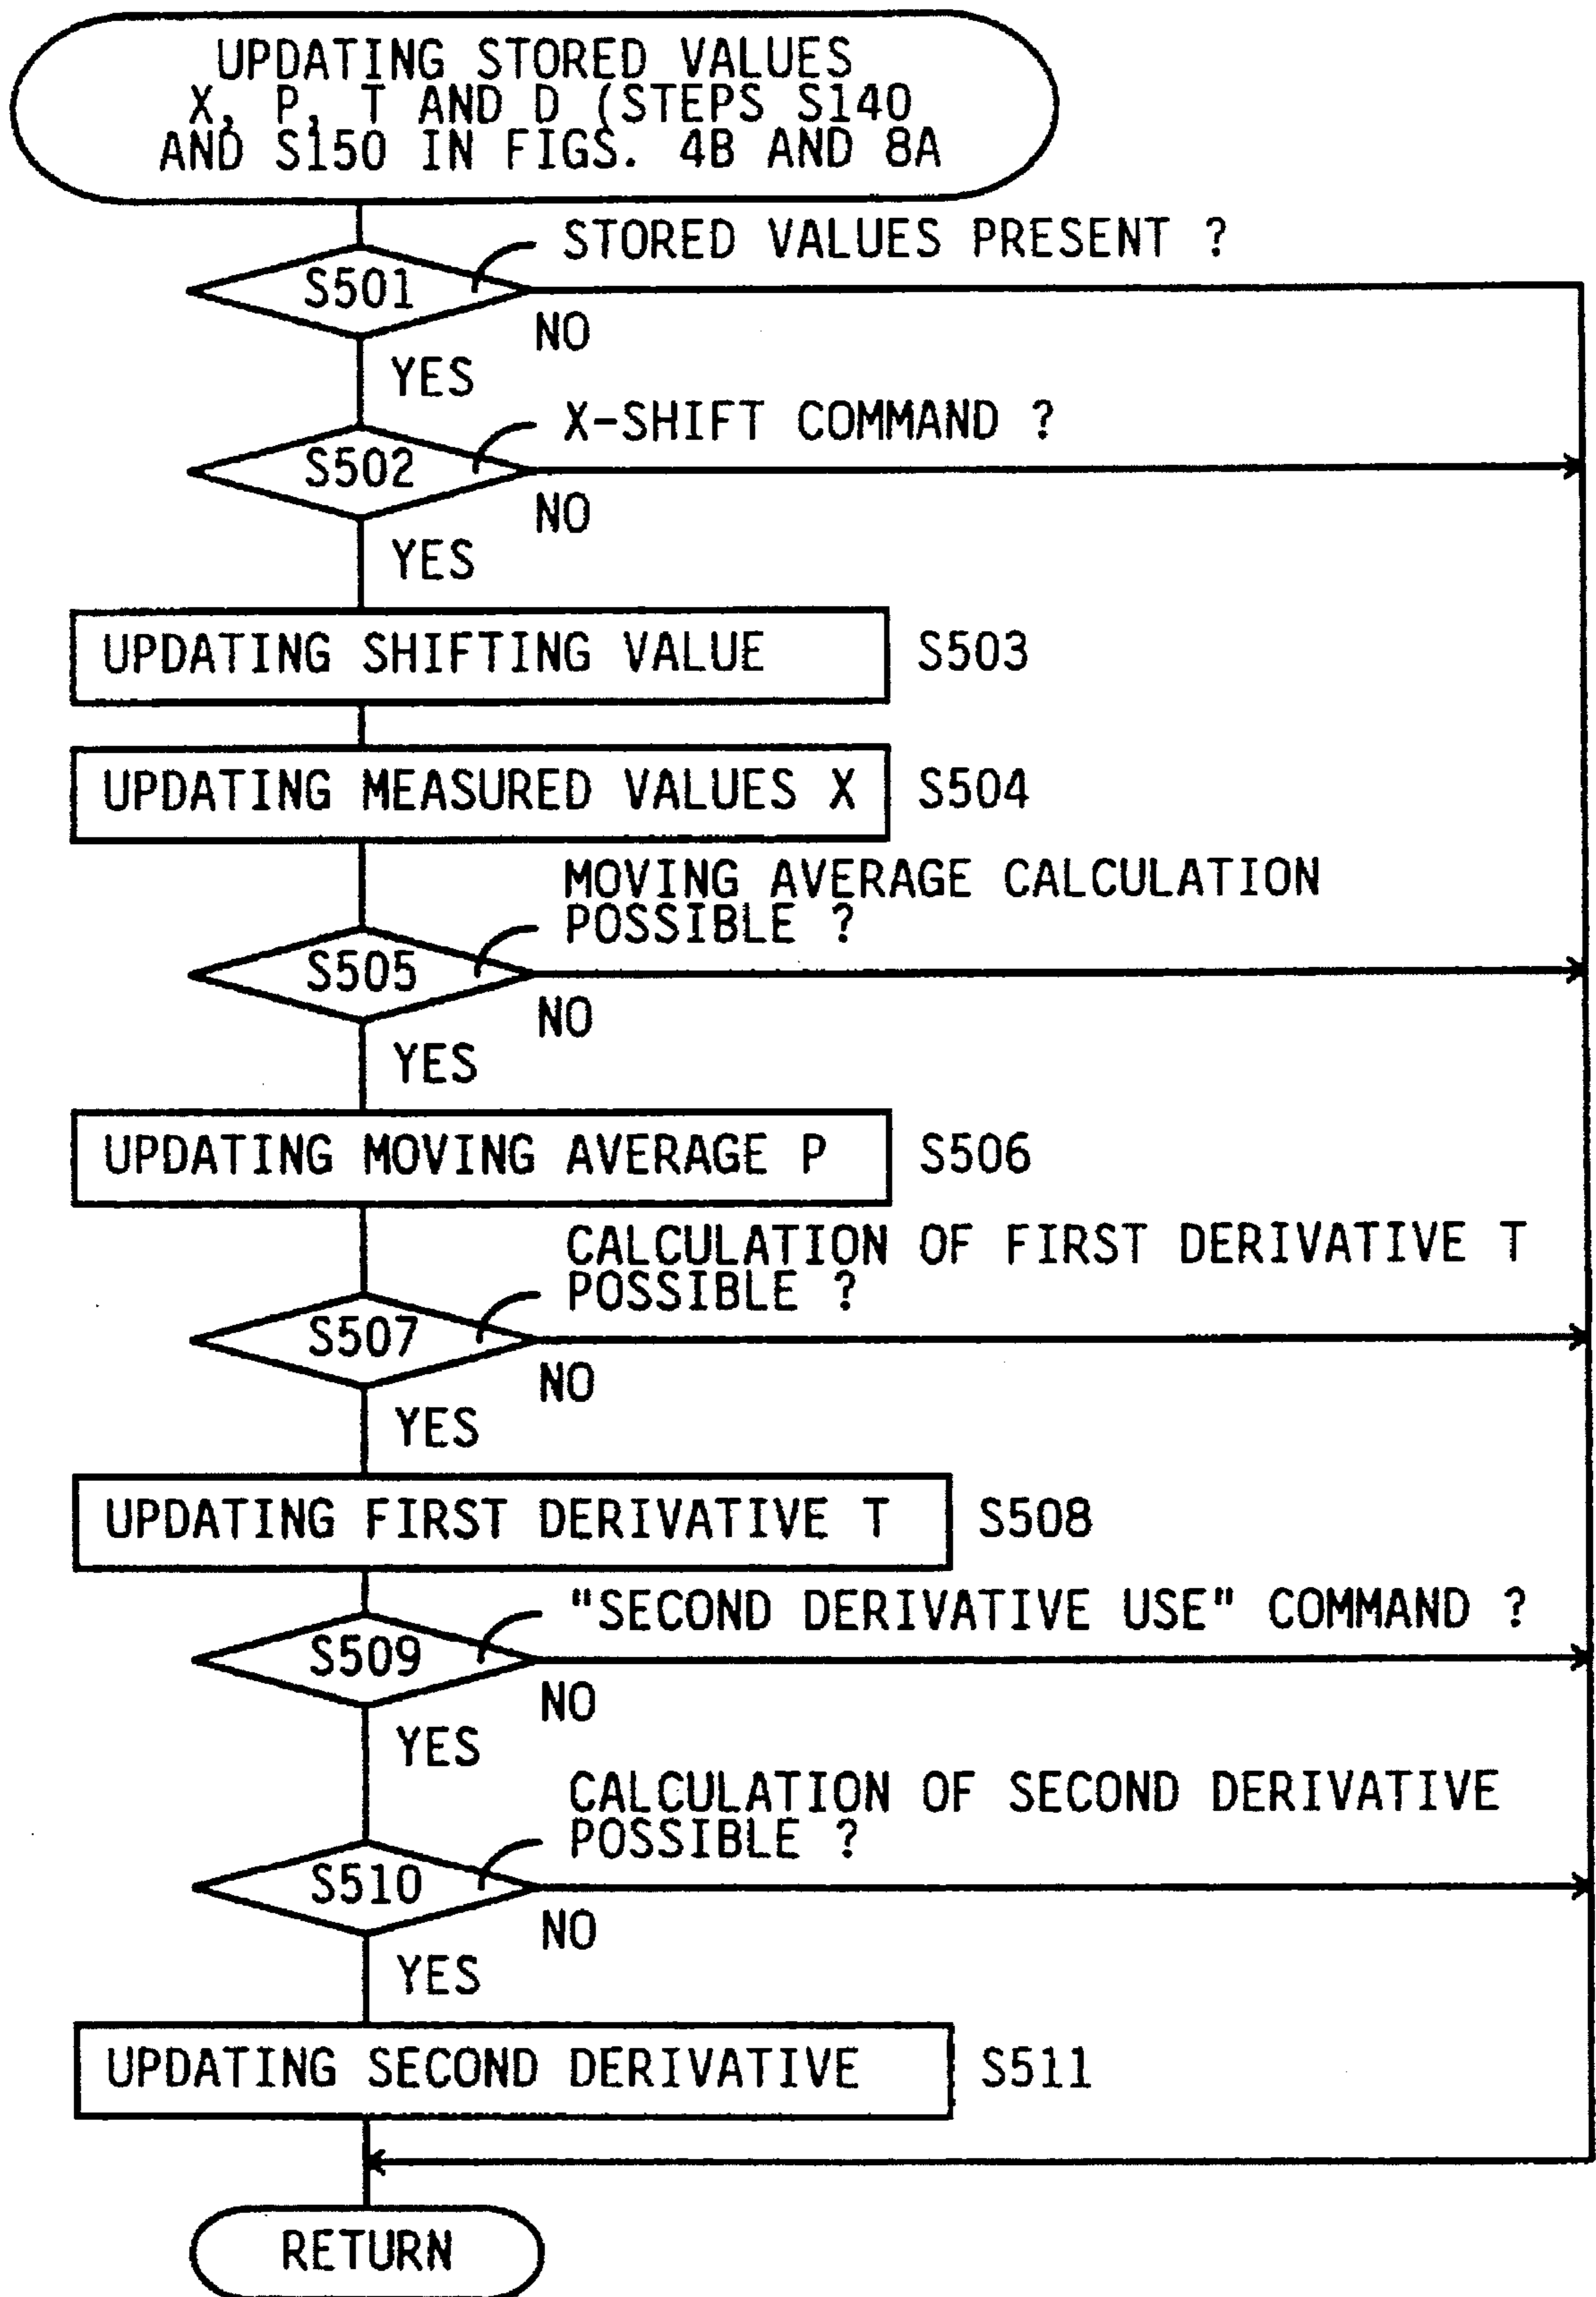 UPDATING STORED VALUES
X, P, T AND D (STEPS S140
AND S150 IN FIGS. 4B AND 8A
STORED VALUES PRESENT ?
S501
NO
YES
X-SHIFT COMMAND ?
S502
NO
YES
UPDATING SHIFTING VALUE S503
UPDATING MEASURED VALUES X S504
MOVING AVERAGE CALCULATION
POSSIBLE ?
S505
NO
YES
UPDATING MOVING AVERAGE P S506
CALCULATION OF FIRST DERIVATIVE T
POSSIBLE ?
S507
NO
YES
UPDATING FIRST DERIVATIVE T S508
"SECOND DERIVATIVE USE" COMMAND ?
S509
NO
YES
CALCULATION OF SECOND DERIVATIVE
POSSIBLE ?
S510
NO
YES
UPDATING SECOND DERIVATIVE S511
RETURN